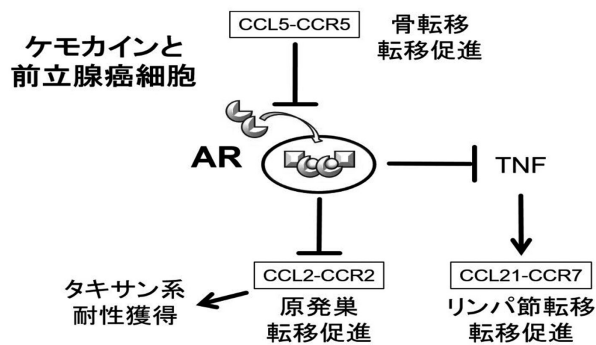 ケモカインと
前立腺癌細胞
CCL5-CCR5
骨転移
転移促進
AR
TNF
CCL2-CCR2
原発巣
転移促進
タキサン系
耐性獲得
CCL21-CCR7
リンパ節転移
転移促進